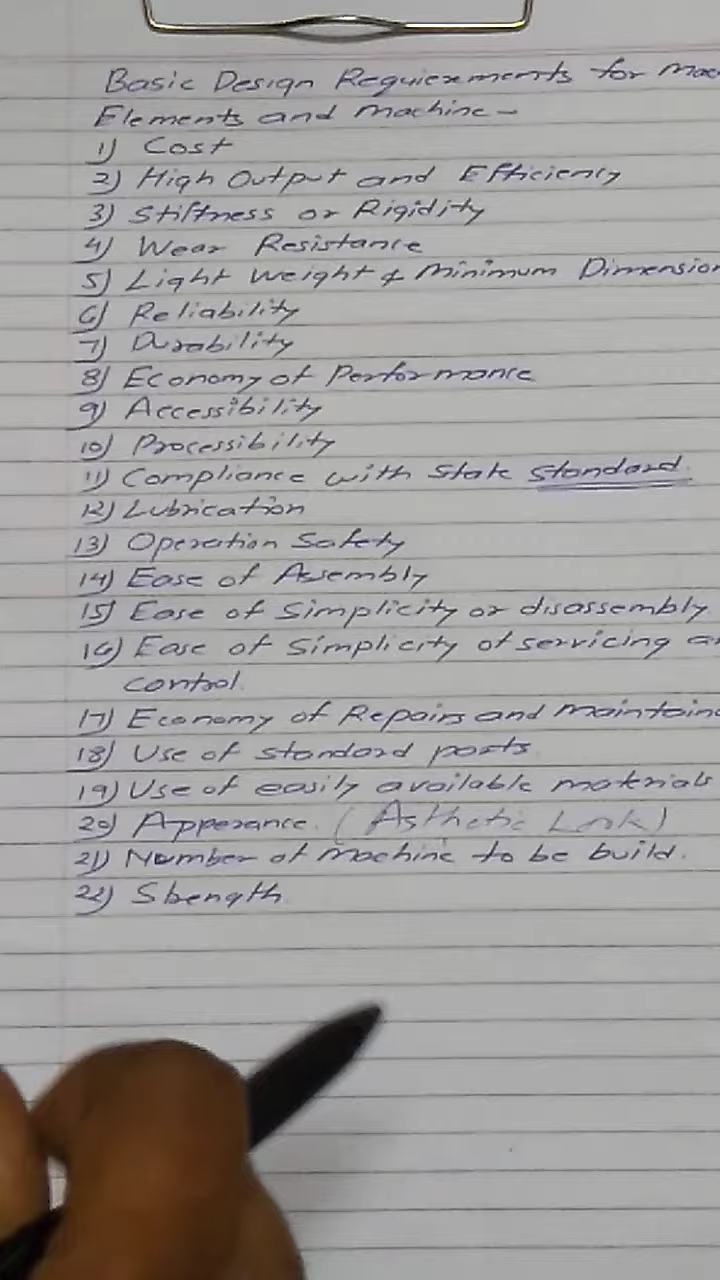 Basic Design Requirements for Mac
Elements and Machine -
1) Cost
2) High Output and Efficiency
3) Stiffness or Rigidity
4) Wear Resistance
5) Light Weight & Minimum Dimension
6) Reliability
7) Durability
8) Economy of Performance
9) Accessibility
10) Processibility
11) Compliance with State Standard.
12) Lubrication
13) Operation Safety
14) Ease of Assembly
15) Ease of Simplicity or disassembly
16) Ease of Simplicity of servicing an
control.
17) Economy of Repairs and Maintain
18) Use of standard parts
19) Use of easily available materials
20) Apperance. (Asthetic Look)
21) Number of Machine to be build.
22) Strength.